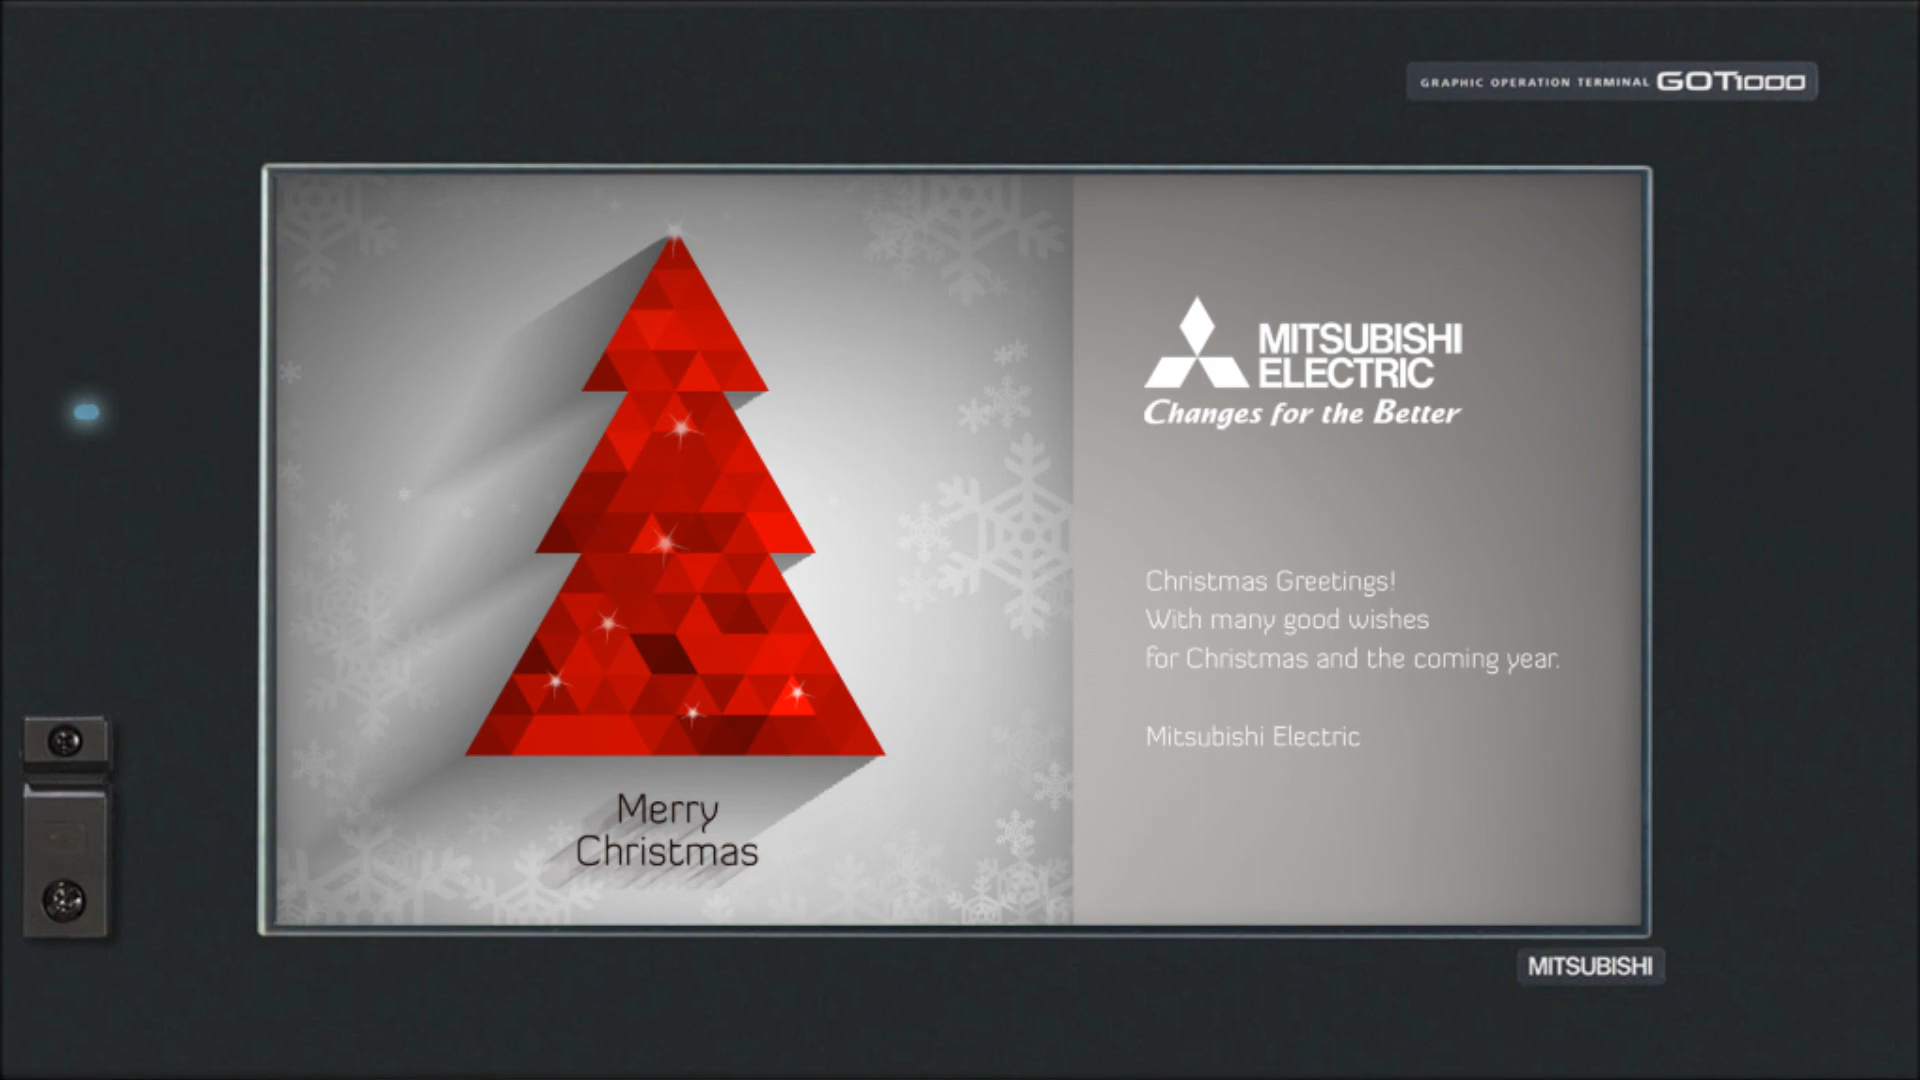 GRAPHIC OPERATION TERMINAL GOT1000
MITSUBISHI
ELECTRIC
Changes for the Better
Christmas Greetings!
With many good wishes
for Christmas and the coming year.
Mitsubishi Electric
Merry
Christmas
MITSUBISHI